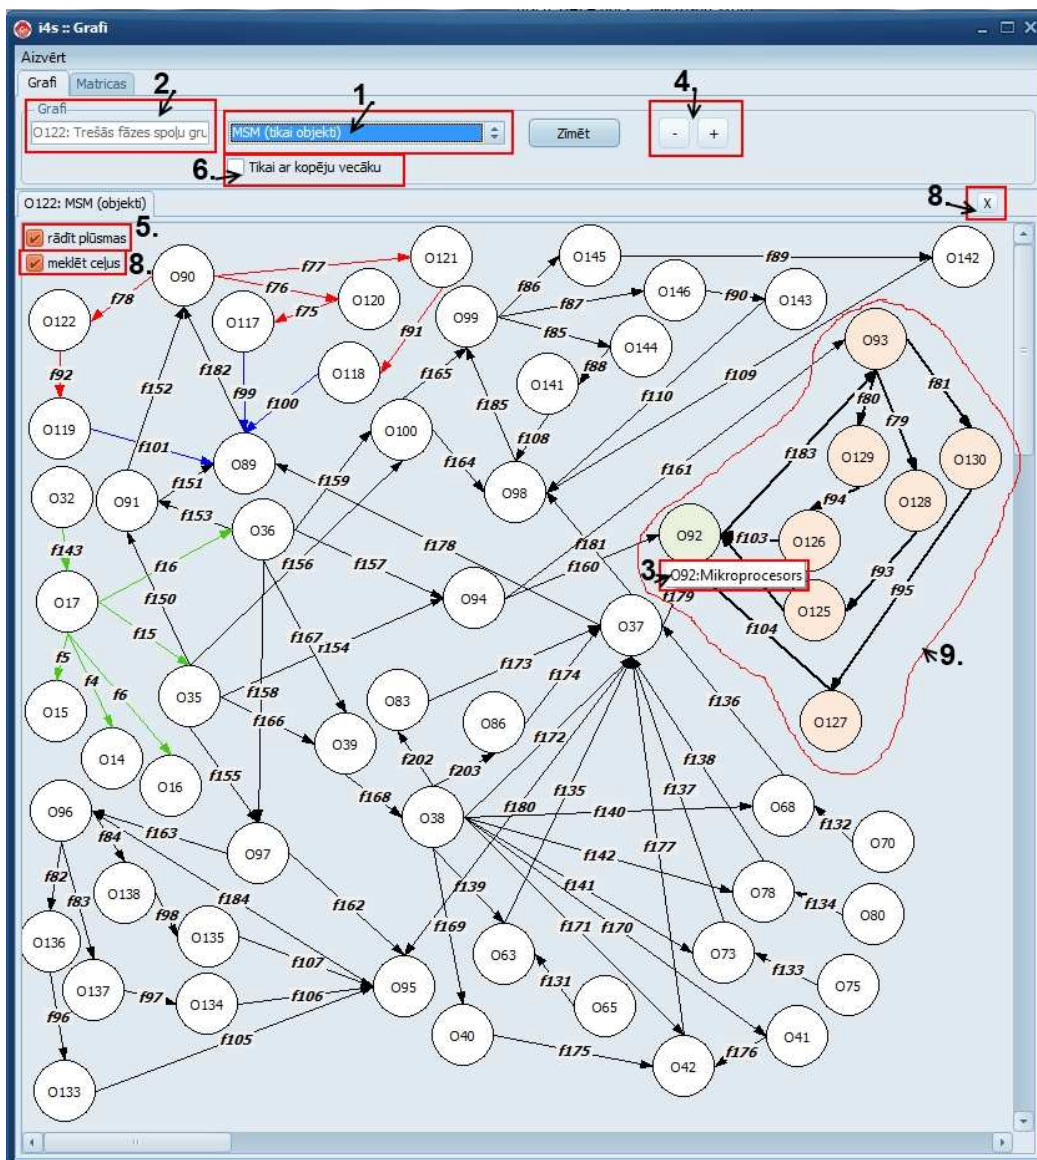 i4s :: Grafi
Aizvērt
Grafi
Matricas
2.
1.
4.
Grafi
O122: Trešās fāzes spoļu gru
MSM (tikai objekti)
Zīmēt
-
+
6.
Tikai ar kopēju vecāku
O122: MSM (objekti)
8.
X
rādīt plūsmas
5.
meklēt ceļus
8.
O90
f77
O121
O145
f89
O142
f78
f76
O120
f86
O146
f90
O143
f87
O122
O117
f75
f91
O99
f85
O144
O93
f92
f152
f182
f99
f100
O118
f165
f88
O141
f110
f109
f81
f80
f79
O119
f101
O89
O100
f185
f108
f183
O129
O130
f151
f159
f164
O98
f161
f94
O128
O32
O91
f153
O36
f178
f181
O92
f103
O126
f143
f16
f156
f157
f160
3.
O92:Mikroprocesors
f93
f95
O17
f150
O94
f179
O125
f15
f167
r154
O37
f104
9.
f5
f4
f6
f158
f173
f174
f136
O15
O35
f166
O83
O86
O127
O14
O16
f155
O39
f202
f203
f172
f138
f168
f180
f135
f137
O96
f163
O38
f140
O68
f132
O70
f84
O97
f177
f82
f83
O138
f184
f162
f139
f142
f141
O78
f134
O80
f98
f169
f171
f170
O136
O135
f107
O63
O73
f133
O137
f97
O134
f106
O95
f131
O65
O75
f96
f105
O40
f175
O42
f176
O41
O133